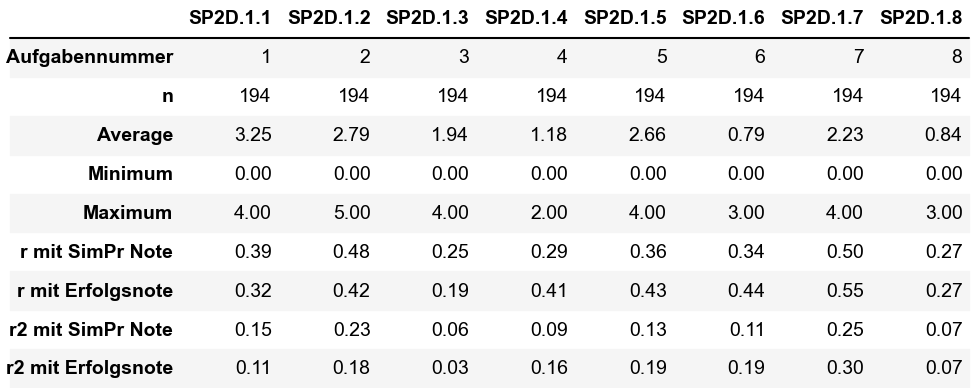 SP2D.1.1 SP2D.1.2 SP2D.1.3 SP2D.1.4 SP2D.1.5 SP2D.1.6 SP2D.1.7 SP2D.1.8
Aufgabennummer 1 2 3 4 5 6 7 8
n 194 194 194 194 194 194 194 194
Average 3.25 2.79 1.94 1.18 2.66 0.79 2.23 0.84
Minimum 0.00 0.00 0.00 0.00 0.00 0.00 0.00 0.00
Maximum 4.00 5.00 4.00 2.00 4.00 3.00 4.00 3.00
r mit SimPr Note 0.39 0.48 0.25 0.29 0.36 0.34 0.50 0.27
r mit Erfolgsnote 0.32 0.42 0.19 0.41 0.43 0.44 0.55 0.27
r2 mit SimPr Note 0.15 0.23 0.06 0.09 0.13 0.11 0.25 0.07
r2 mit Erfolgsnote 0.11 0.18 0.03 0.16 0.19 0.19 0.30 0.07